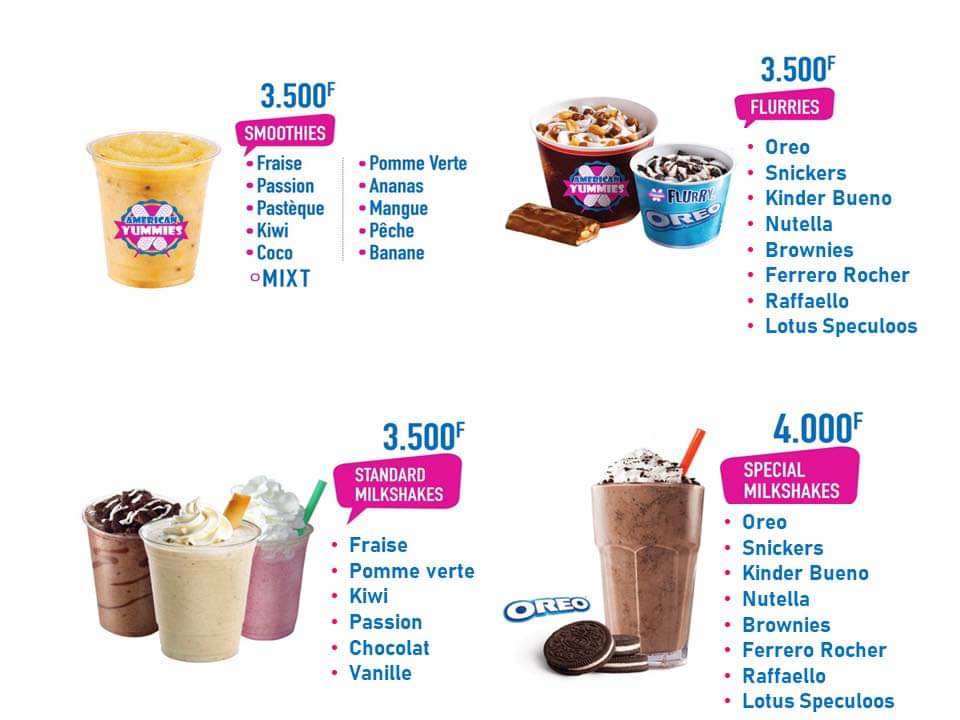 3.500F
SMOOTHIES
• Fraise
• Passion
• Pastèque
• Kiwi
• Coco
MIXT
• Pomme Verte
• Ananas
• Mangue
• Pêche
• Banane
AMERICAN
YUMMIES
3.500F
FLURRIES
• Oreo
• Snickers
• Kinder Bueno
• Nutella
• Brownies
• Ferrero Rocher
• Raffaello
• Lotus Speculoos
AMERICAN
YUMMIES
FLURRY
OREO
3.500F
STANDARD
MILKSHAKES
• Fraise
• Pomme verte
• Kiwi
• Passion
• Chocolat
• Vanille
4.000F
SPECIAL
MILKSHAKES
• Oreo
• Snickers
• Kinder Bueno
• Nutella
• Brownies
• Ferrero Rocher
• Raffaello
• Lotus Speculoos
OREO